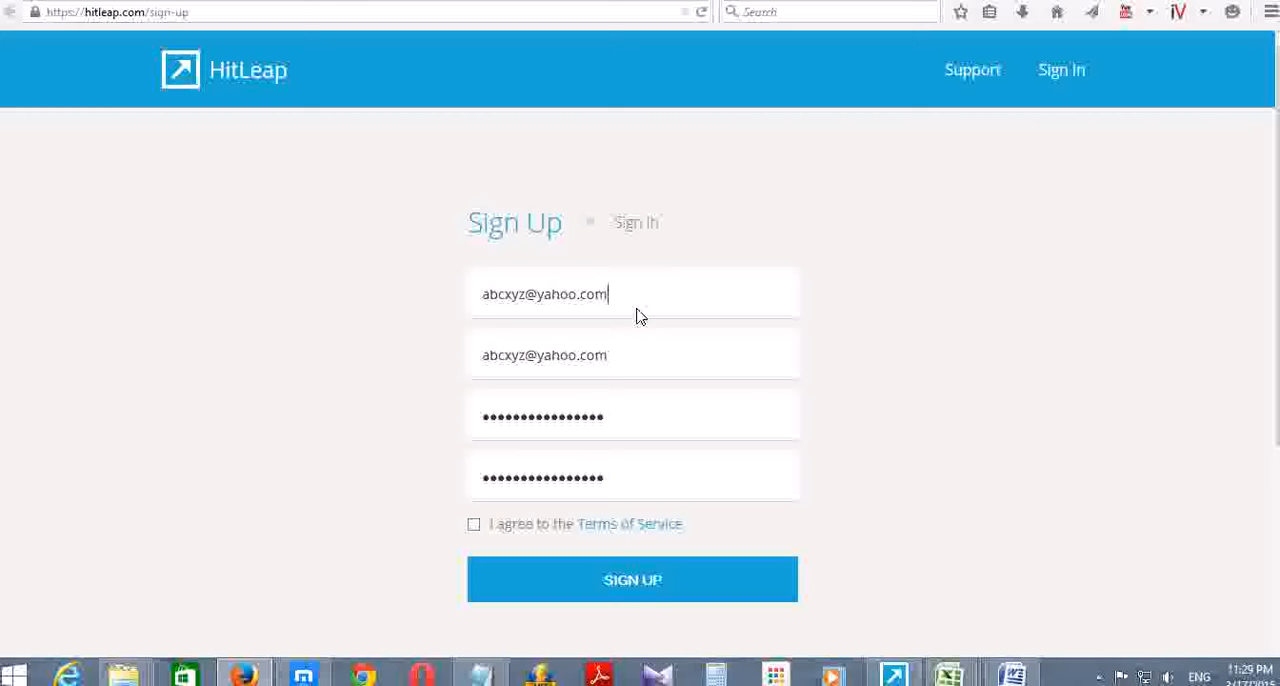 https://hitleap.com/sign-up
Search
HitLeap
Support
Sign In
Sign Up
Sign In
abcxyz@yahoo.com
abcxyz@yahoo.com
••••••••••••••••
••••••••••••••••
I agree to the Terms of Service
SIGN UP
ENG
11:29 PM